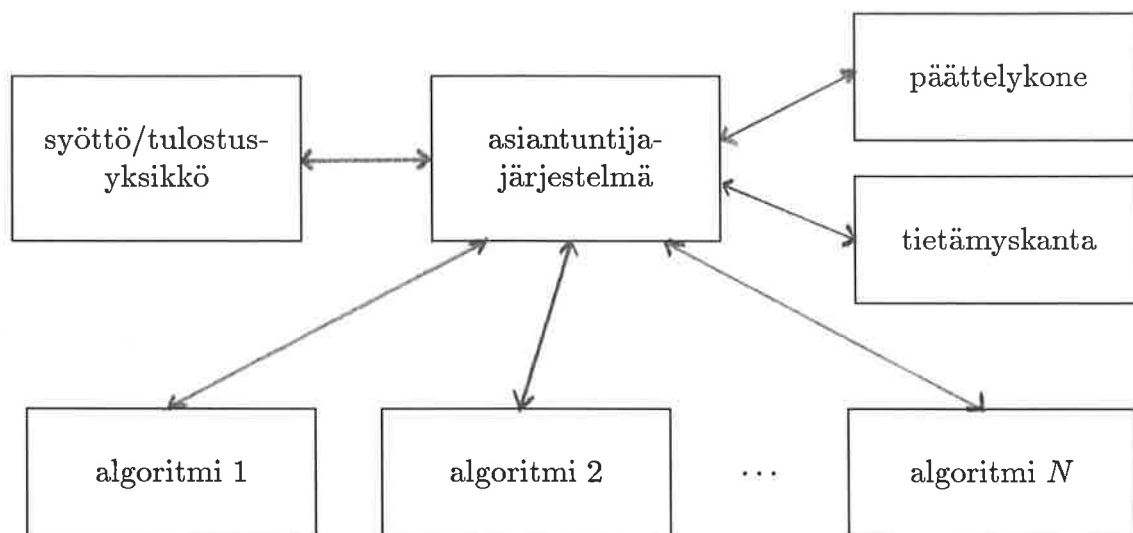 syöttö/tulostus-
yksikkö
asiantuntija-
järjestelmä
päättelykone
tietämyskanta
algoritmi 1
algoritmi 2
...
algoritmi N